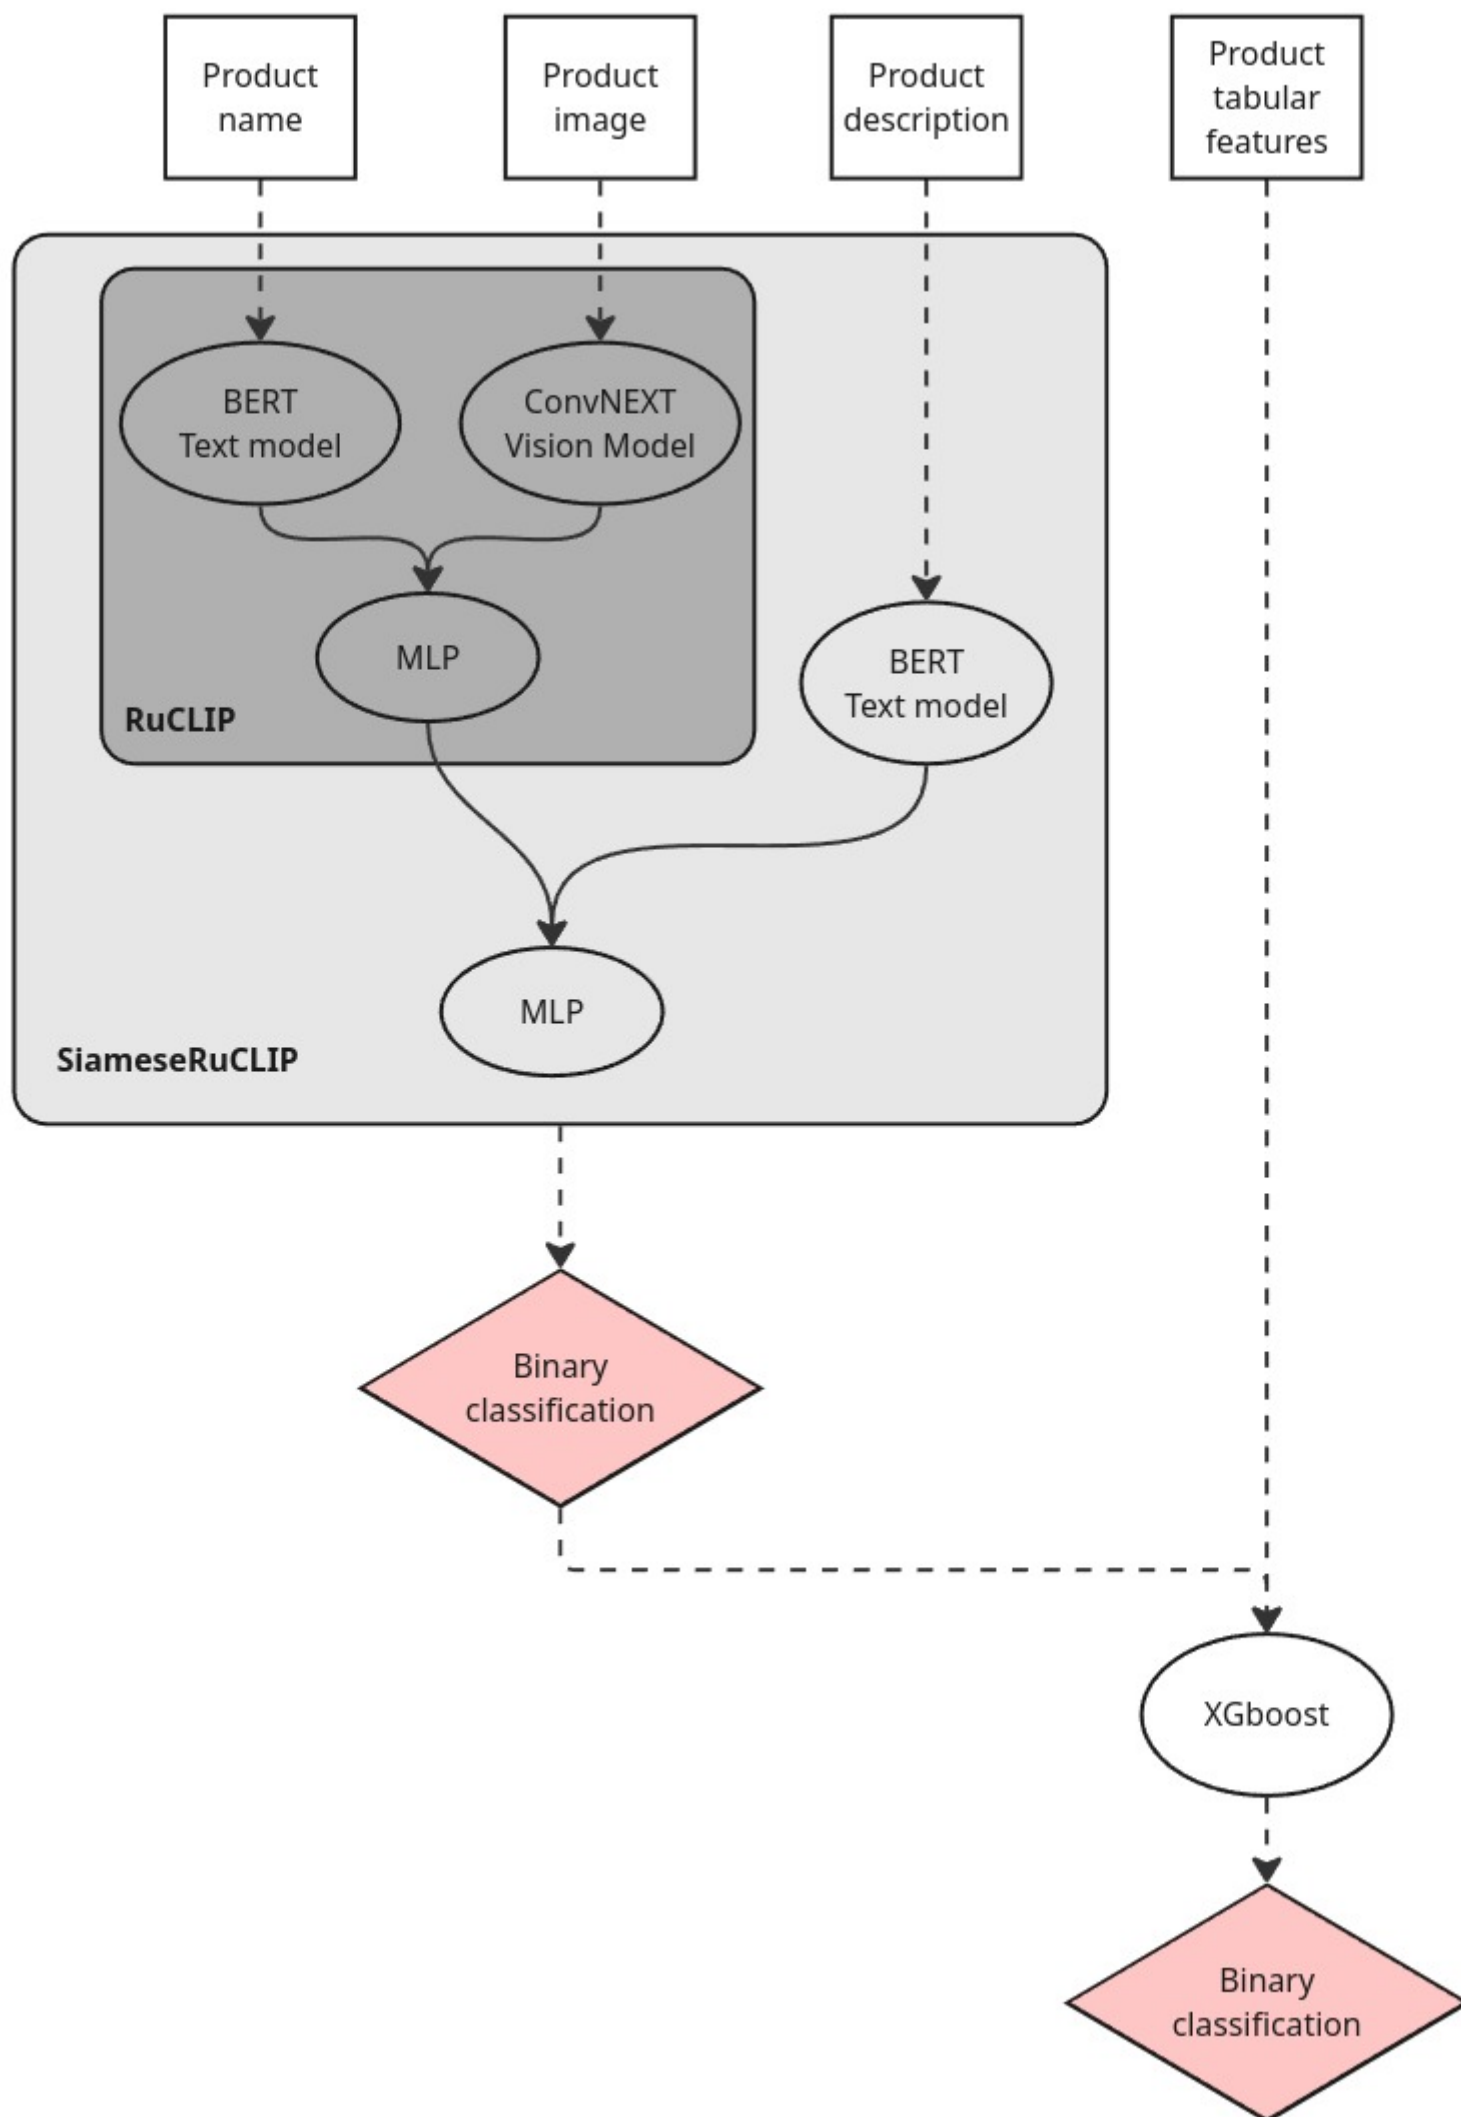 Product
name
Product
image
Product
description
Product
tabular
features
BERT
Text model
ConvNEXT
Vision Model
MLP
RuCLIP
BERT
Text model
MLP
SiameseRuCLIP
Binary
classification
XGboost
Binary
classification